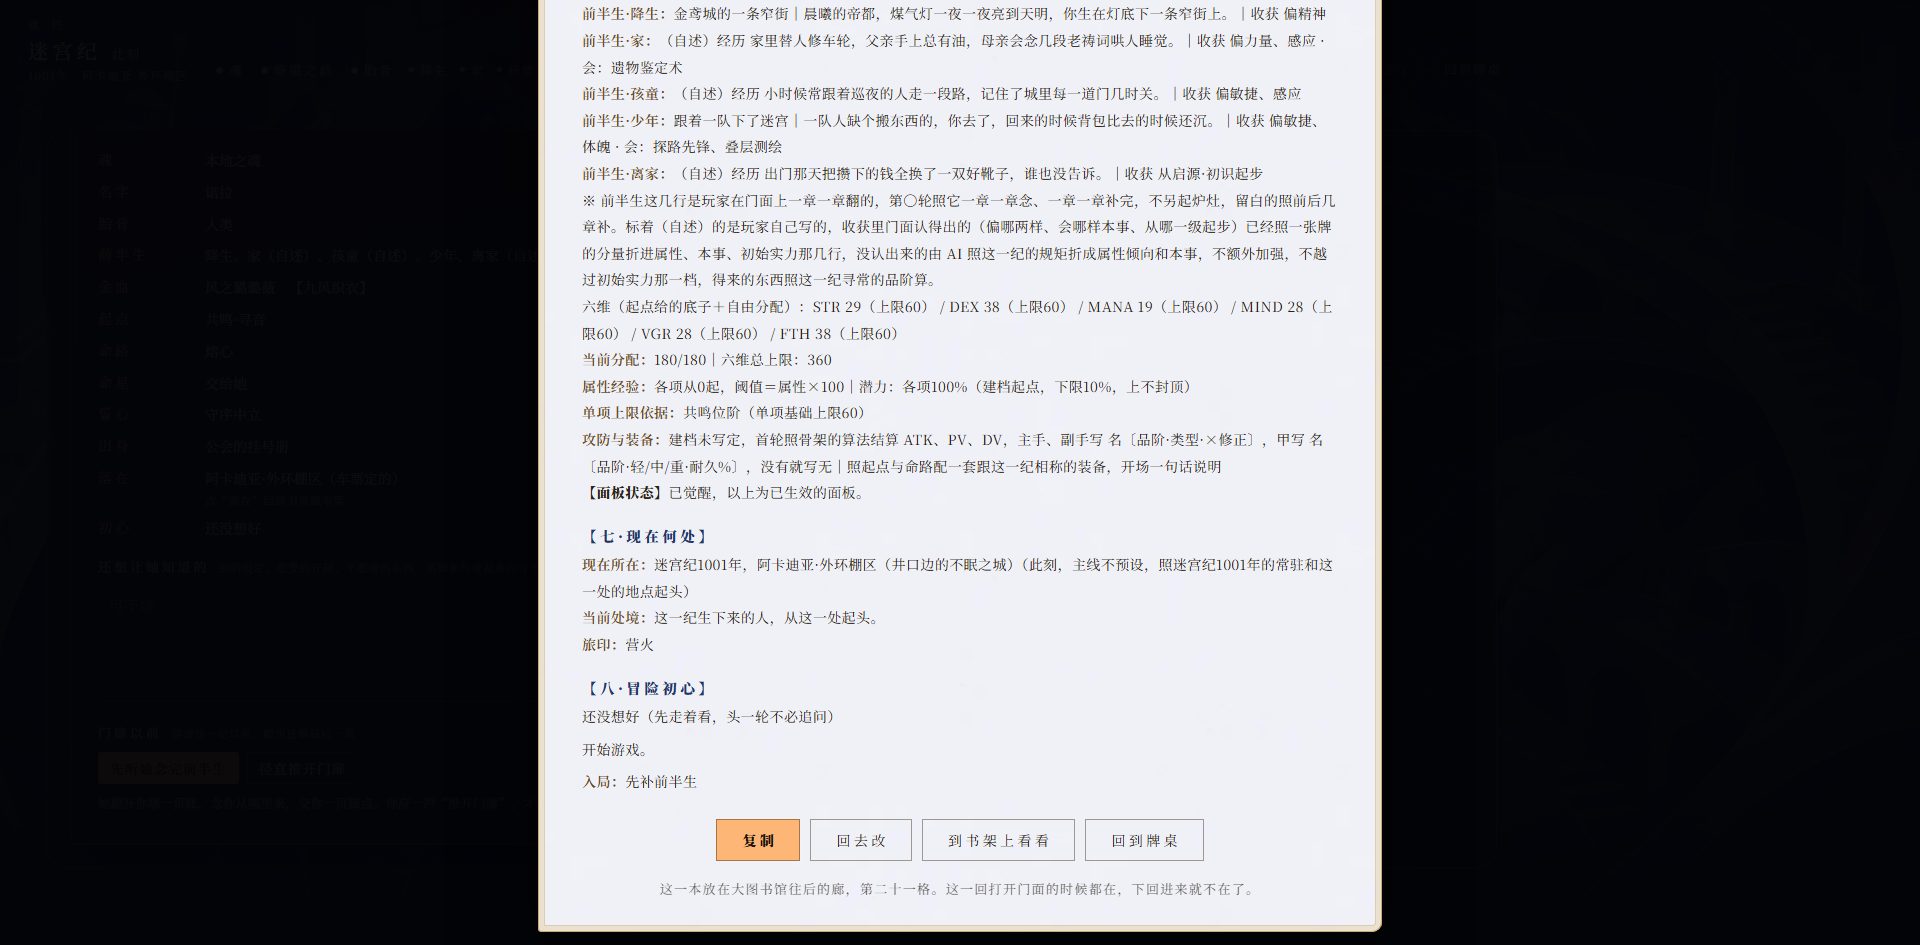 前半生·降生：金鸢城的一条窄街｜晨曦的帝都，煤气灯一夜一夜亮到天明，你生在灯底下一条窄街上。｜收获 偏精神
前半生·家：（自述）经历 家里替人修车轮，父亲手上总有油，母亲会念几段老祷词哄人睡觉。｜收获 偏力量、感应 ·
会：遗物鉴定术
前半生·孩童：（自述）经历 小时候常跟着巡夜的人走一段路，记住了城里每一道门几时关。｜收获 偏敏捷、感应
前半生·少年：跟着一队下了迷宫｜一队人缺个搬东西的，你去了，回来的时候背包比去的时候还沉。｜收获 偏敏捷、
体魄 · 会：探路先锋、叠层测绘
前半生·离家：（自述）经历 出门那天把攒下的钱全换了一双好靴子，谁也没告诉。｜收获 从启源·初识起步
※ 前半生这几行是玩家在门面上一章一章翻的，第〇轮照它一章一章念、一章一章补完，不另起炉灶，留白的照前后几
章补。标着（自述）的是玩家自己写的，收获里门面认得出的（偏哪两样、会哪样本事、从哪一级起步）已经照一张牌
的分量折进属性、本事、初始实力那几行，没认出来的由 AI 照这一纪的规矩折成属性倾向和本事，不额外加强，不越
过初始实力那一档，得来的东西照这一纪寻常的品阶算。
六维（起点给的底子＋自由分配）：STR 29（上限60） / DEX 38（上限60） / MANA 19（上限60） / MIND 28（上
限60） / VGR 28（上限60） / FTH 38（上限60）
当前分配：180/180｜六维总上限：360
属性经验：各项从0起，阈值＝属性×100｜潜力：各项100%（建档起点，下限10%，上不封顶）
单项上限依据：共鸣位阶（单项基础上限60）
攻防与装备：建档未写定，首轮照骨架的算法结算 ATK、PV、DV，主手、副手写 名〔品阶·类型·×修正〕，甲写 名
〔品阶·轻/中/重·耐久%〕，没有就写无｜照起点与命路配一套跟这一纪相称的装备，开场一句话说明
【面板状态】已觉醒，以上为已生效的面板。
【七·现在何处】
现在所在：迷宫纪1001年，阿卡迪亚·外环棚区（井口边的不眠之城）（此刻，主线不预设，照迷宫纪1001年的常驻和这
一处的地点起头）
当前处境：这一纪生下来的人，从这一处起头。
旅印：营火
【八·冒险初心】
还没想好（先走着看，头一轮不必追问）
开始游戏。
入局：先补前半生
复制
回去改
到书架上看看
回到牌桌
这一本放在大图书馆往后的廊，第二十一格。这一回打开门面的时候都在，下回进来就不在了。